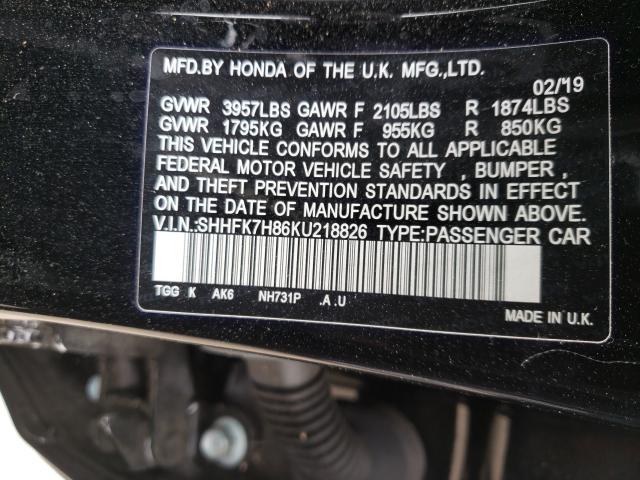 MFD.BY HONDA OF THE U.K. MFG.,LTD.
02/'19
GVWR 3957LBS GAWR F 2105LBS R 1874LBS
GVWR 1795KG GAWR F 955KG R 850KG
THIS VEHICLE CONFORMS TO ALL APPLICABLE
FEDERAL MOTOR VEHICLE SAFETY , BUMPER ,
AND THEFT PREVENTION STANDARDS IN EFFECT
ON THE DATE OF MANUFACTURE SHOWN ABOVE.
V.I.N.:SHHFK7H86KU218826 TYPE:PASSENGER CAR
TGG K AK6 NH731P .A .U
MADE IN U.K.